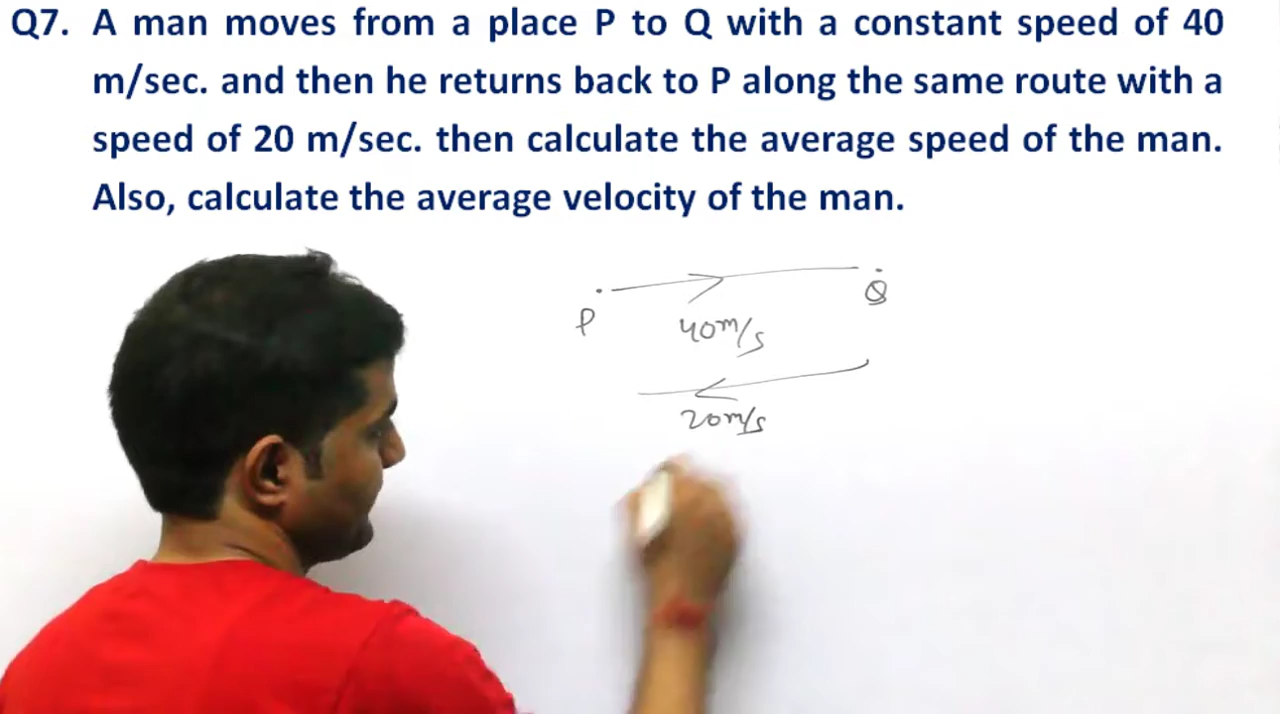 Q7. A man moves from a place P to Q with a constant speed of 40
m/sec. and then he returns back to P along the same route with a
speed of 20 m/sec. then calculate the average speed of the man.
Also, calculate the average velocity of the man.
P
Q
40m/s
20m/s